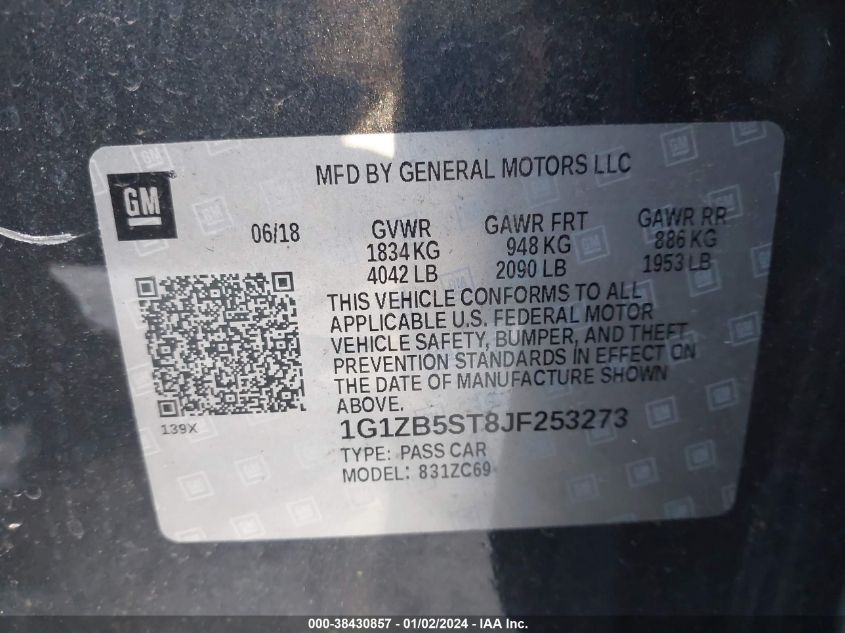 MFD BY GENERAL MOTORS LLC
GM
06/18
GVWR
1834 KG
4042 LB
GAWR FRT
948 KG
2090 LB
GAWR RR
886 KG
1953 LB
THIS VEHICLE CONFORMS TO ALL
APPLICABLE U.S. FEDERAL MOTOR
VEHICLE SAFETY, BUMPER, AND THEFT
PREVENTION STANDARDS IN EFFECT ON
THE DATE OF MANUFACTURE SHOWN
ABOVE.
139X
1G1ZB5ST8JF253273
TYPE: PASS CAR
MODEL: 831ZC69
000-38430857 - 01/02/2024 - IAA Inc.